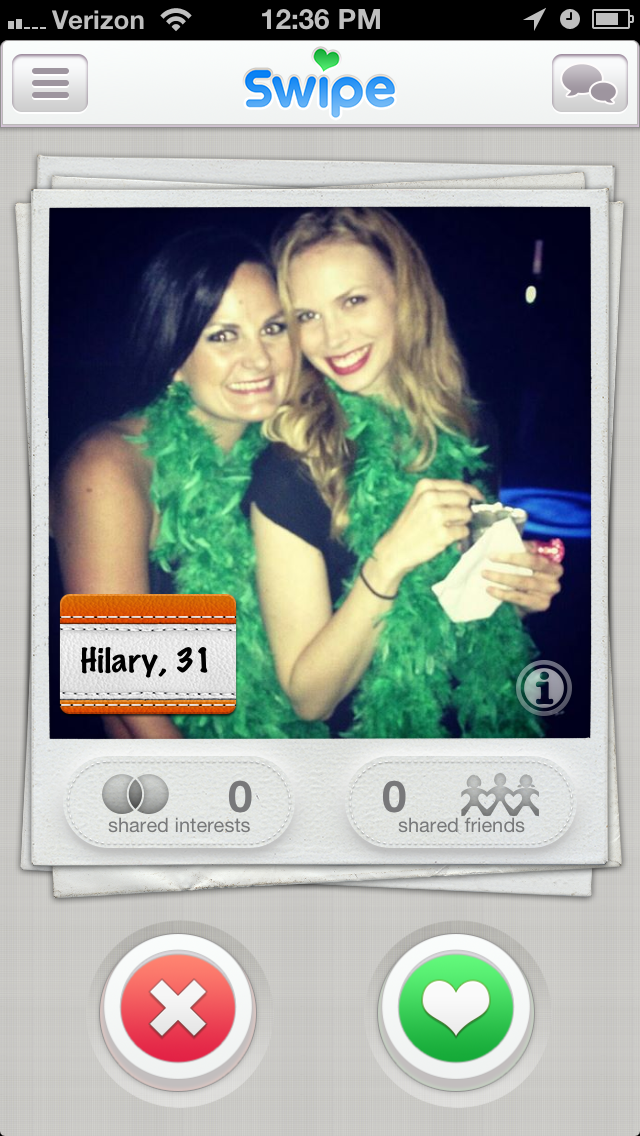 Verizon 12:36 PM
Swipe
Hilary, 31
i
0 0
shared interests shared friends